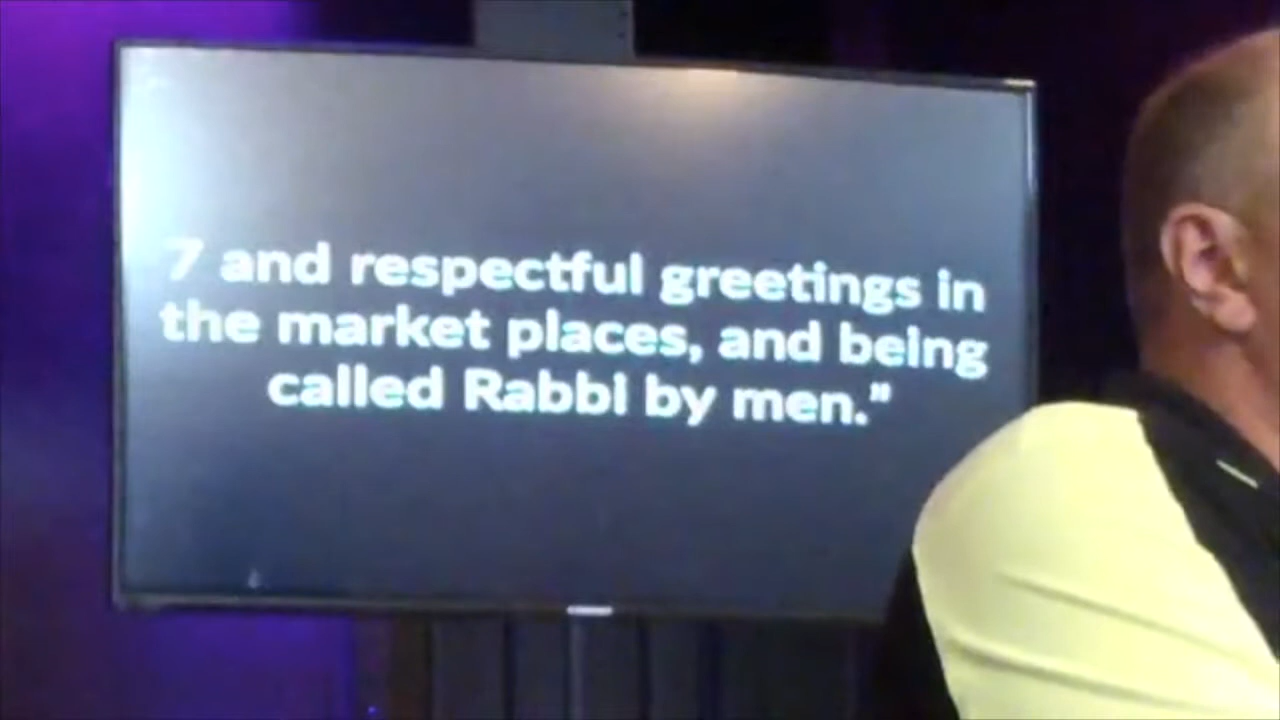 7 and respectful greetings in
the market places, and being
called Rabbi by men.”